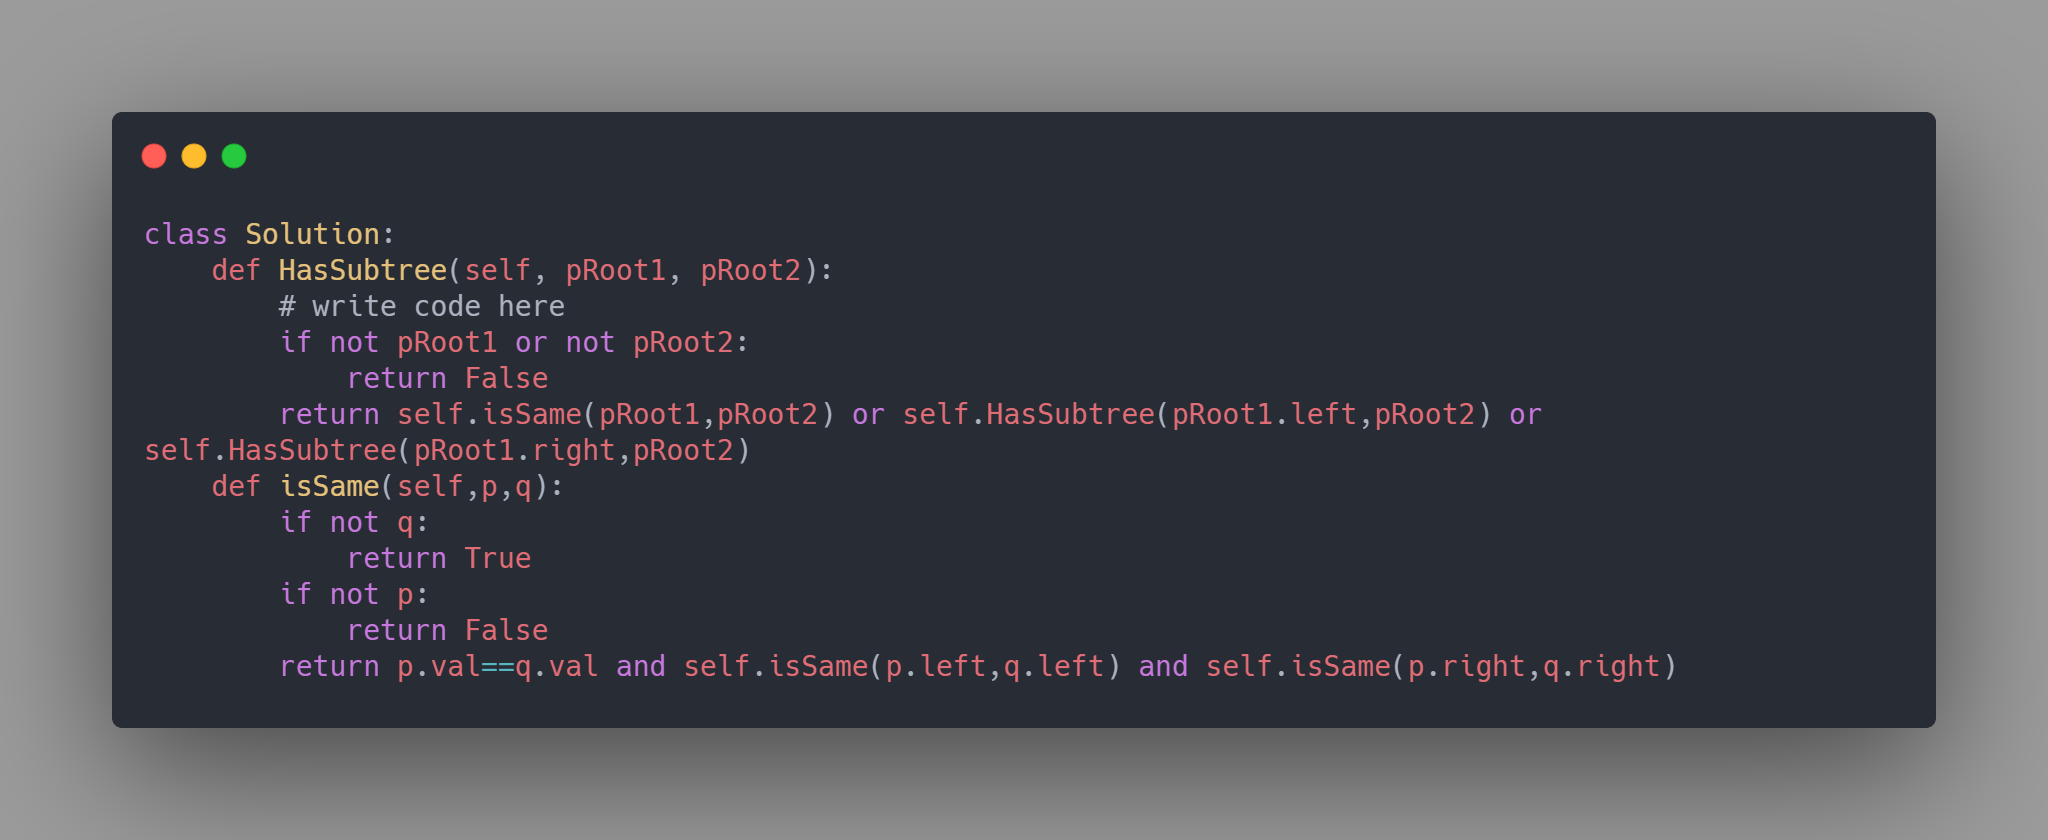 class Solution:
    def HasSubtree(self, pRoot1, pRoot2):
        # write code here
        if not pRoot1 or not pRoot2:
            return False
        return self.isSame(pRoot1,pRoot2) or self.HasSubtree(pRoot1.left,pRoot2) or
self.HasSubtree(pRoot1.right,pRoot2)
    def isSame(self,p,q):
        if not q:
            return True
        if not p:
            return False
        return p.val==q.val and self.isSame(p.left,q.left) and self.isSame(p.right,q.right)